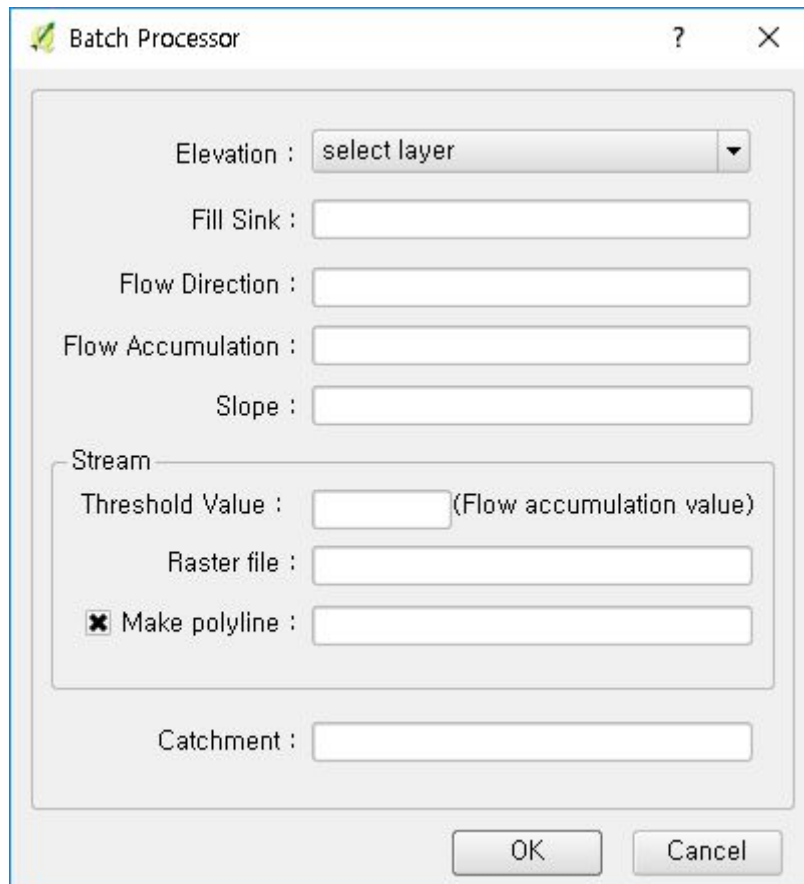 Batch Processor
Elevation : select layer
Fill Sink :
Flow Direction :
Flow Accumulation :
Slope :
Stream
Threshold Value : (Flow accumulation value)
Raster file :
Make polyline :
Catchment :
OK Cancel